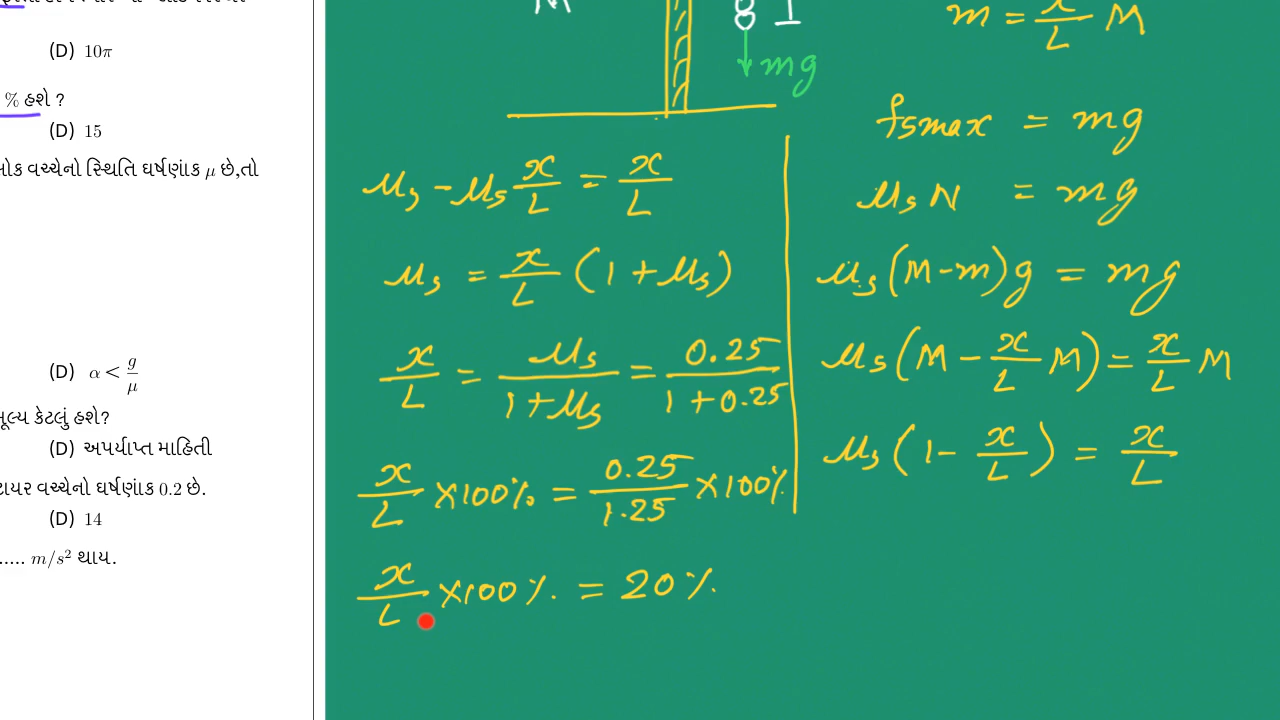 (D) 10π
% હશે ?
(D) 15
વચ્ચેનો સ્થિતિ ઘર્ષણાંક μ છે,તો
(D) α < g/μ
કેટલું હશે?
(D) અપર્યાપ્ત માહિતી
વચ્ચેનો ઘર્ષણાંક 0.2 છે.
(D) 14
..... m/s² થાય.
M
mg
μs - μs x/L = x/L
μs = x/L (1 + μs)
x/L = μs/(1+μs) = 0.25/(1+0.25)
x/L ×100% = 0.25/1.25 ×100%
x/L ×100% = 20%
m = x/L M
fsmax = mg
μs N = mg
μs(M-m)g = mg
μs(M - x/L M) = x/L M
μs(1 - x/L) = x/L